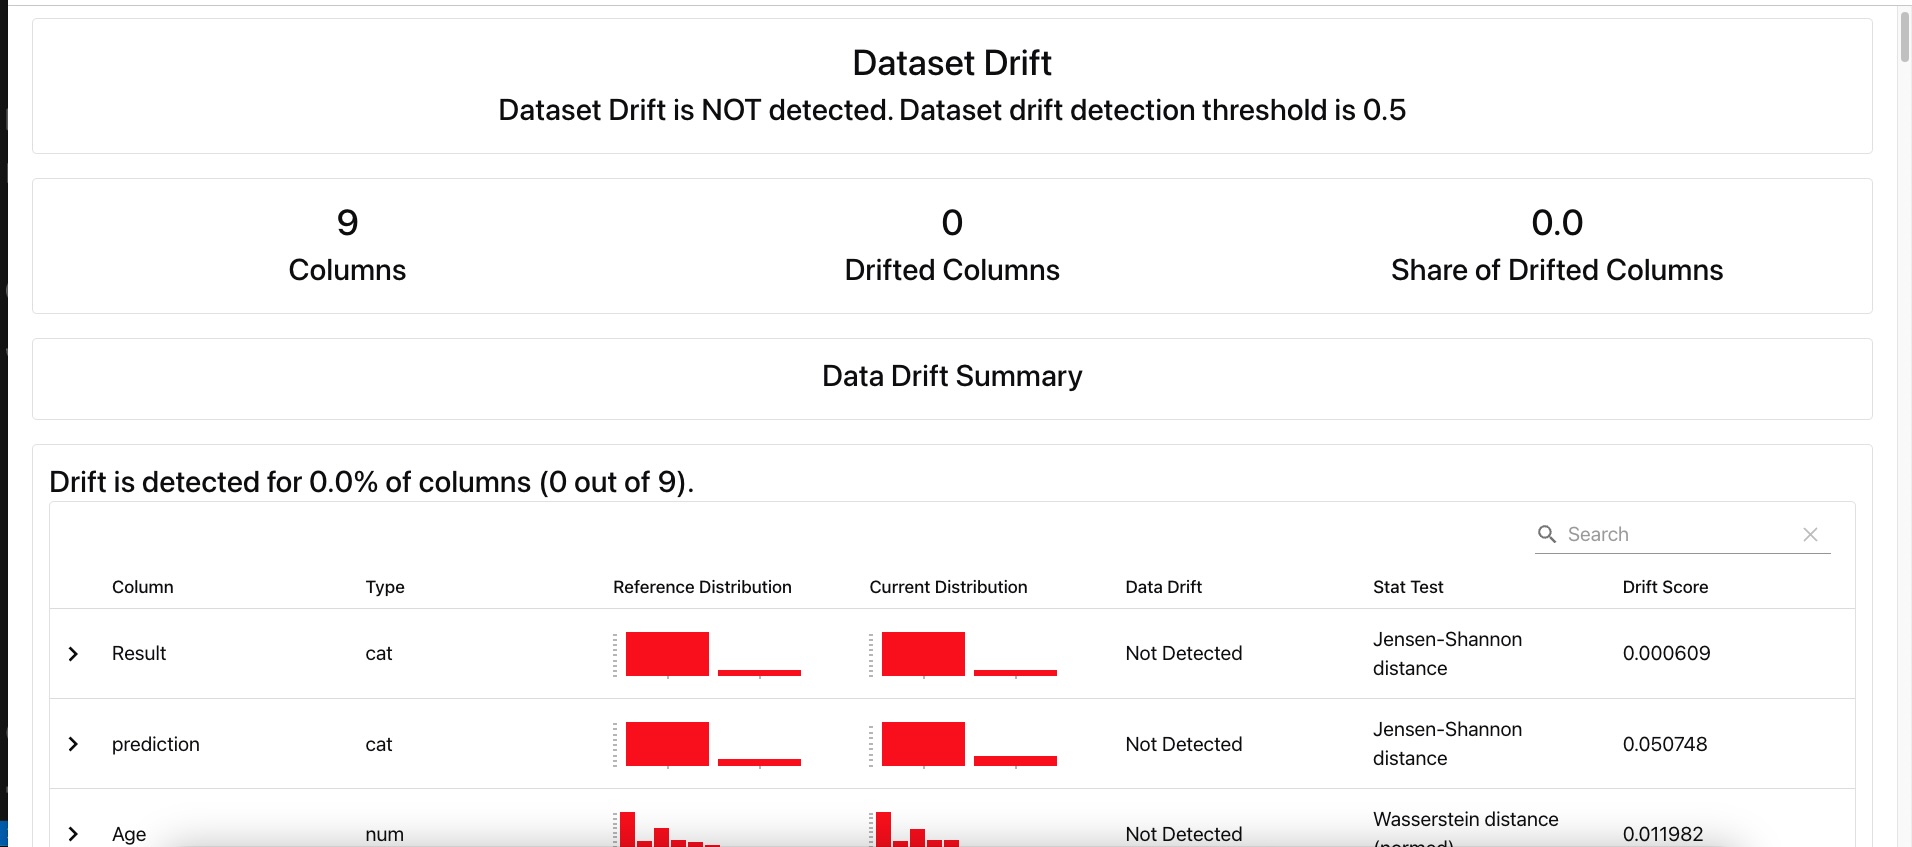 Dataset Drift
Dataset Drift is NOT detected. Dataset drift detection threshold is 0.5
9
Columns
0
Drifted Columns
0.0
Share of Drifted Columns
Data Drift Summary
Drift is detected for 0.0% of columns (0 out of 9).
Search
Column Type Reference Distribution Current Distribution Data Drift Stat Test Drift Score
Result cat Not Detected Jensen-Shannon distance 0.000609
prediction cat Not Detected Jensen-Shannon distance 0.050748
Age num Not Detected Wasserstein distance (normed) 0.011982